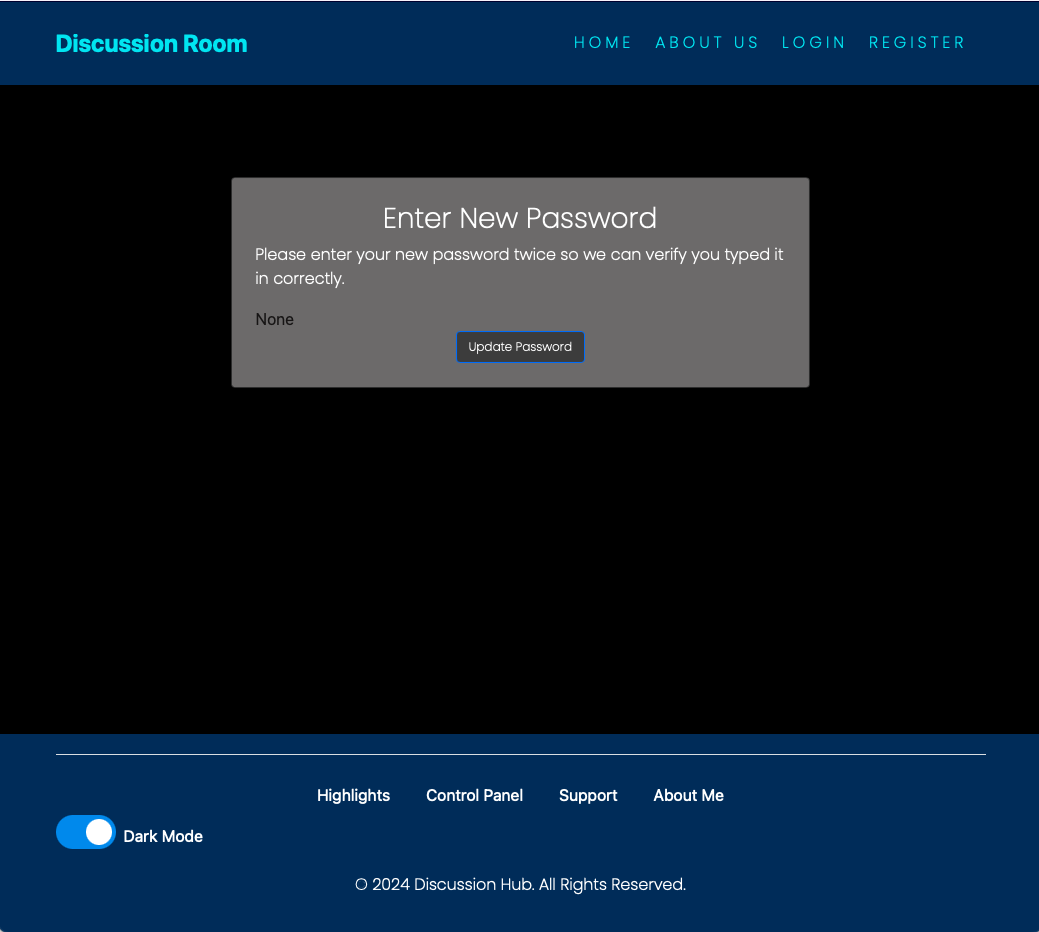 Discussion Room
HOME ABOUT US LOGIN REGISTER
Enter New Password
Please enter your new password twice so we can verify you typed it
in correctly.
None
Update Password
Highlights Control Panel Support About Me
Dark Mode
© 2024 Discussion Hub. All Rights Reserved.